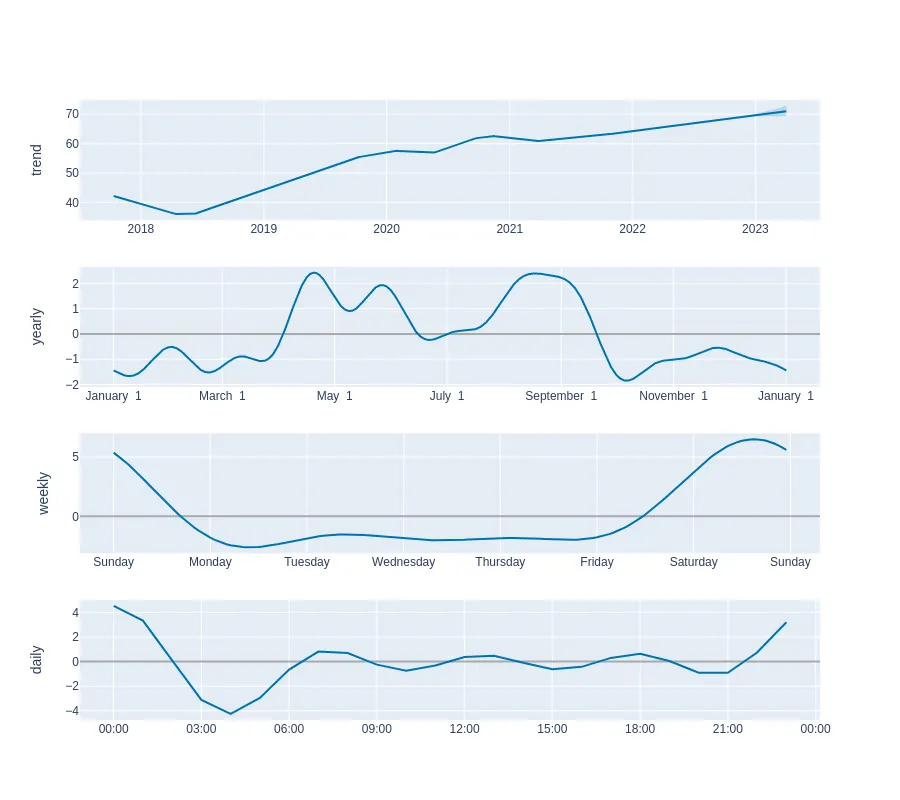 trend
70
60
50
40
2018 2019 2020 2021 2022 2023
yearly
2
1
0
−1
−2
January 1 March 1 May 1 July 1 September 1 November 1 January 1
weekly
5
0
Sunday Monday Tuesday Wednesday Thursday Friday Saturday Sunday
daily
4
2
0
−2
−4
00:00 03:00 06:00 09:00 12:00 15:00 18:00 21:00 00:00